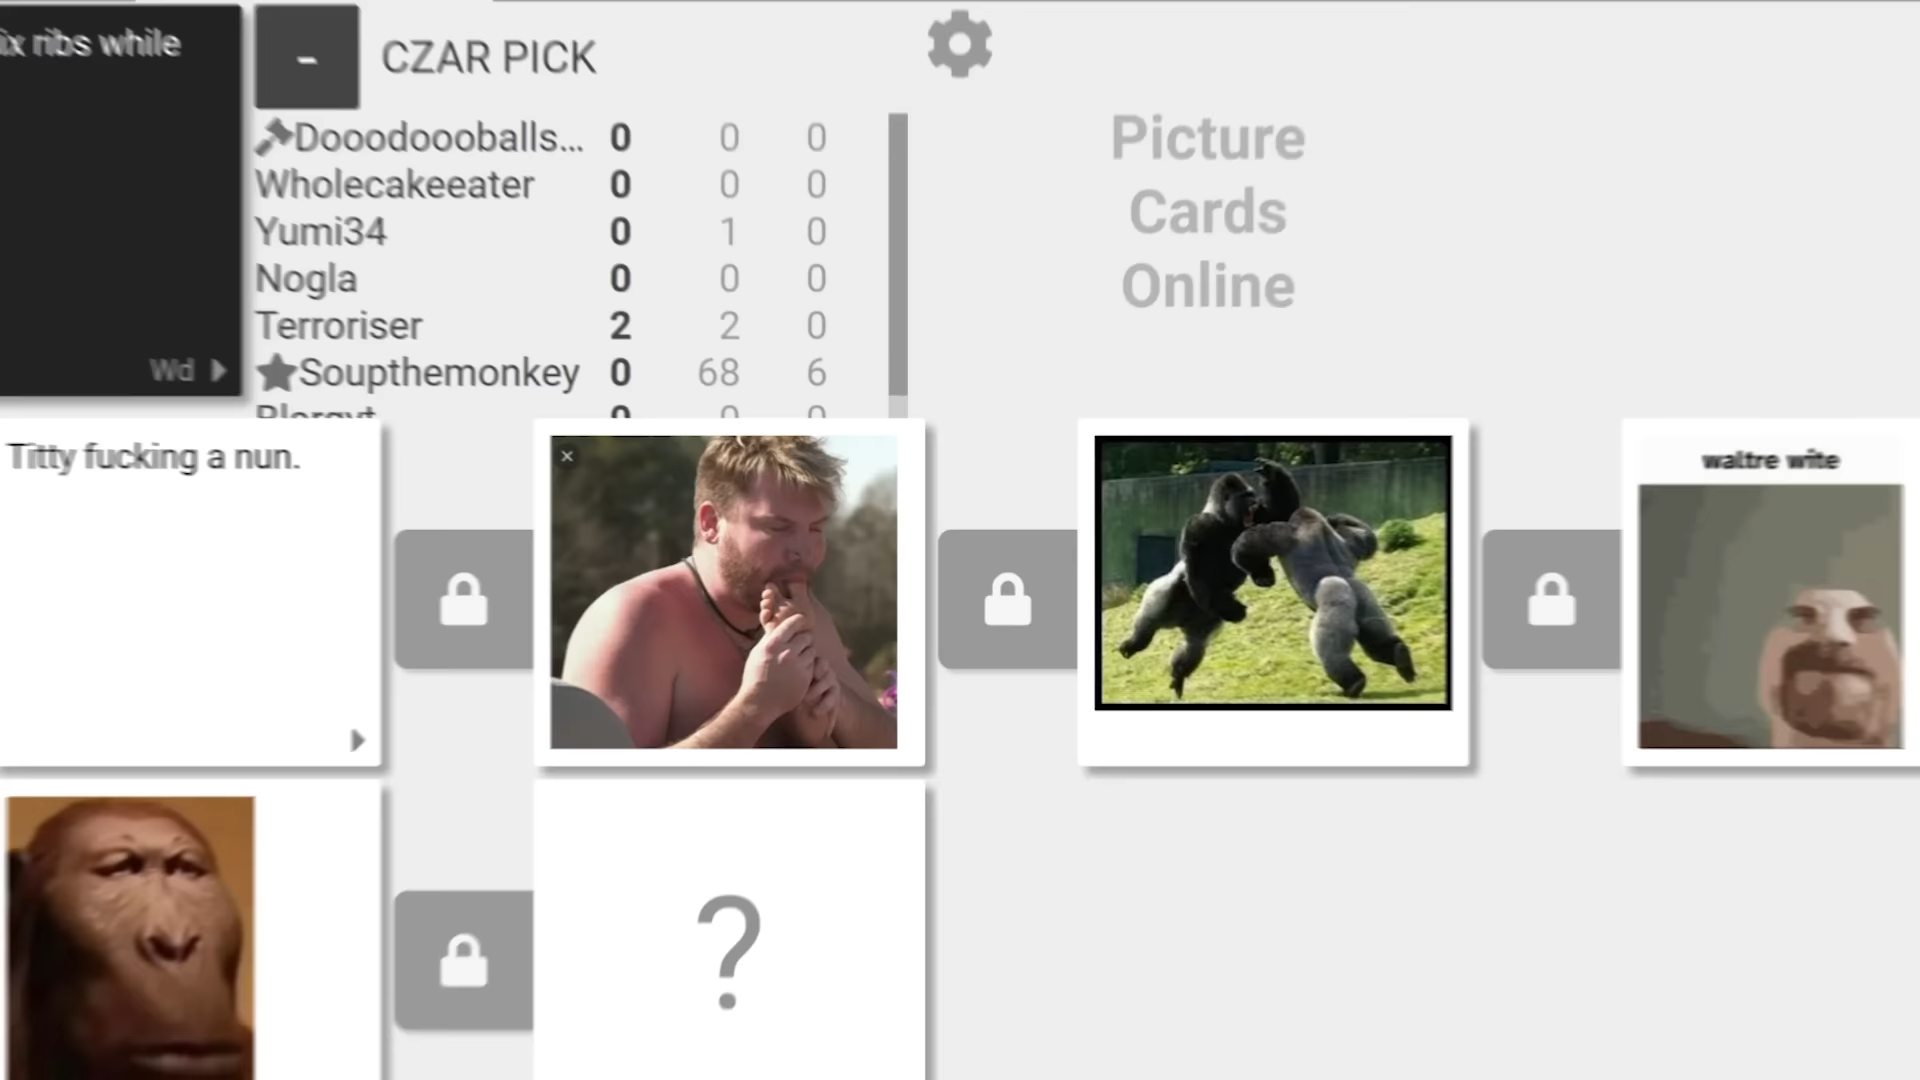 ix ribs while
Wd
-
CZAR PICK
Dooodoooballs... 0 0 0
Wholecakeeater 0 0 0
Yumi34 0 1 0
Nogla 0 0 0
Terroriser 2 2 0
Soupthemonkey 0 68 6
Picture
Cards
Online
Titty fucking a nun.
waltre wite
?